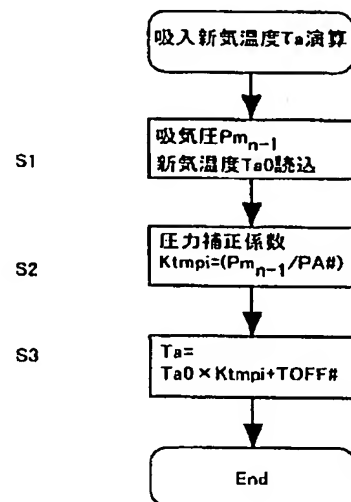 吸入新気温度Ta演算
S1
吸気圧Pmn-1
新気温度Ta0読込
S2
圧力補正係数
Ktmpi=(Pmn-1/PA#)
S3
Ta=
Ta0×Ktmpi+TOFF#
End